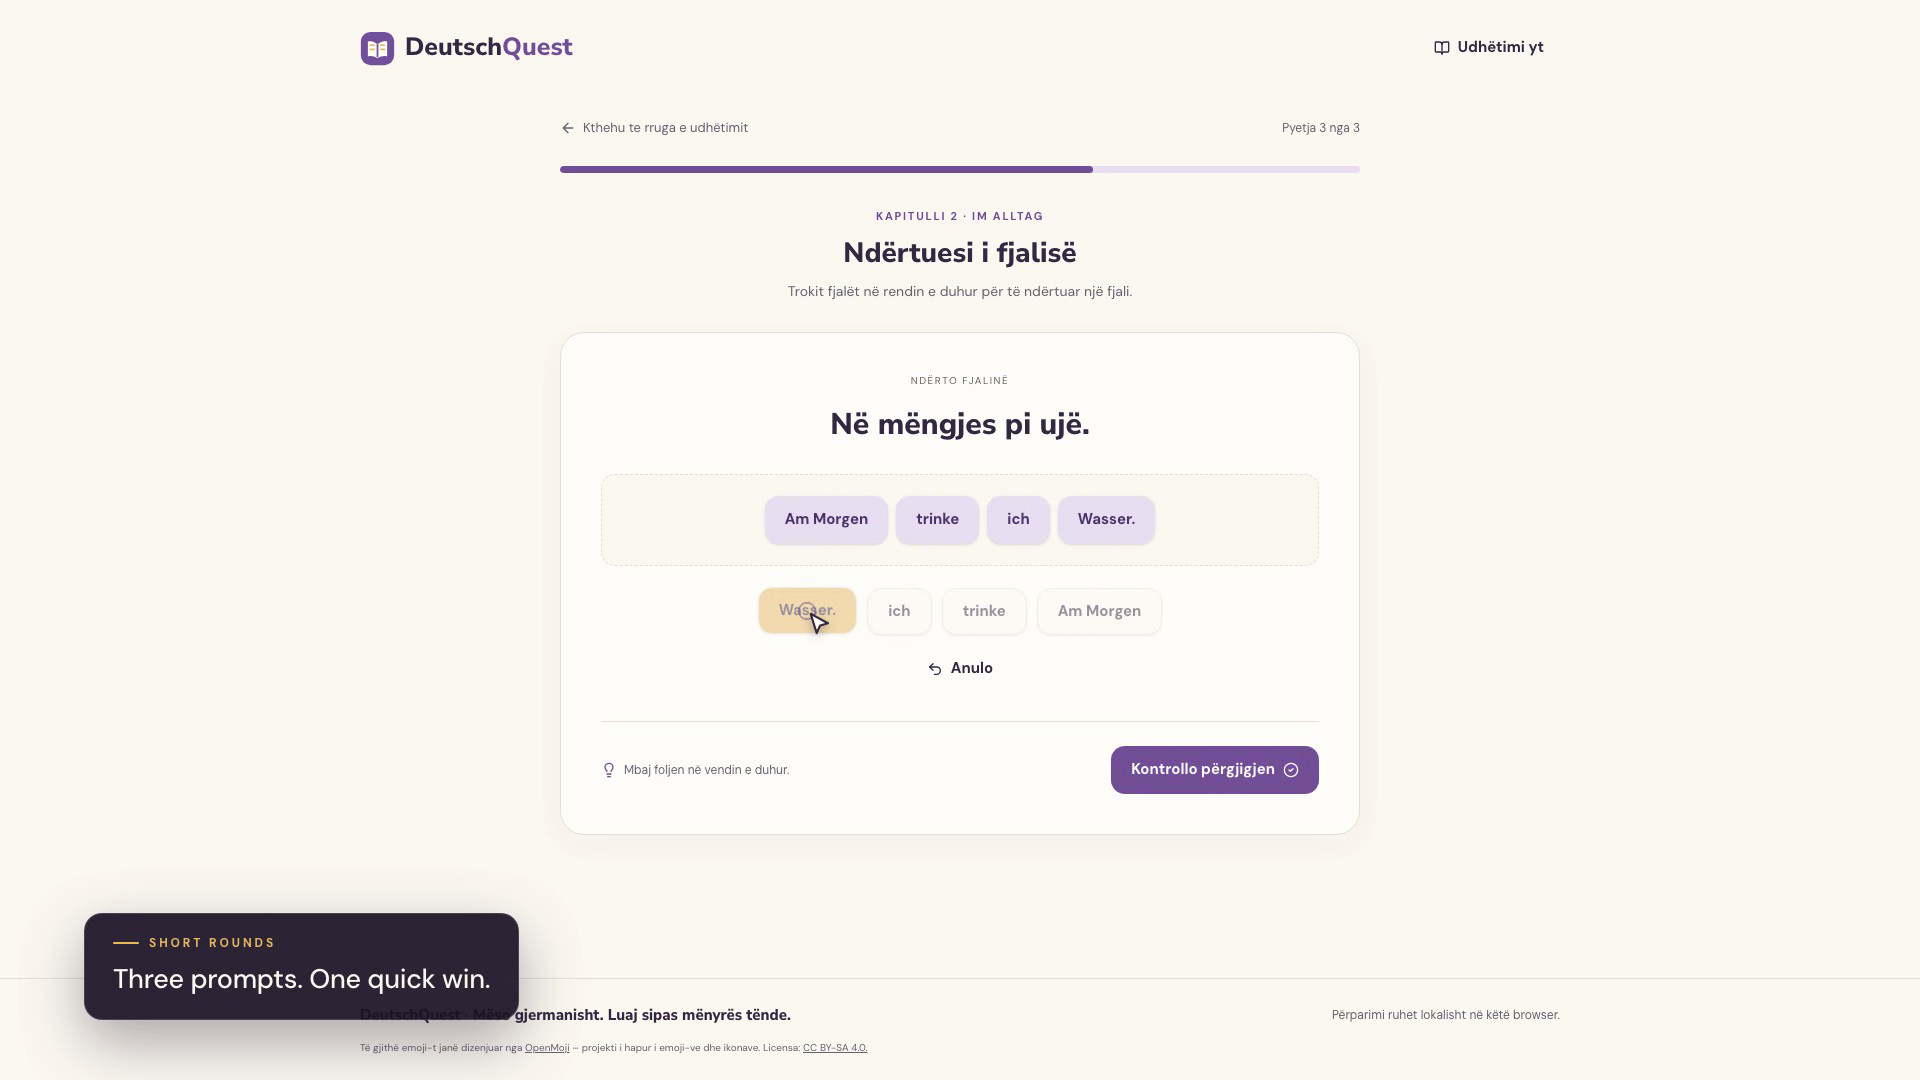 DeutschQuest
Udhëtimi yt
Kthehu te rruga e udhëtimit
Pyetja 3 nga 3
KAPITULLI 2 · IM ALLTAG
Ndërtuesi i fjalisë
Trokit fjalët në rendin e duhur për të ndërtuar një fjali.
NDËRTO FJALINË
Në mëngjes pi ujë.
Am Morgen trinke ich Wasser.
Wasser. ich trinke Am Morgen
Anulo
Mbaj foljen në vendin e duhur.
Kontrollo përgjigjen
SHORT ROUNDS
Three prompts. One quick win.
DeutschQuest · Mëso gjermanisht. Luaj sipas mënyrës tënde.
Përparimi ruhet lokalisht në këtë browser.
Të gjithë emoji-t janë dizenjuar nga OpenMoji – projekti i hapur i emoji-ve dhe ikonave. Licensa: CC BY-SA 4.0.